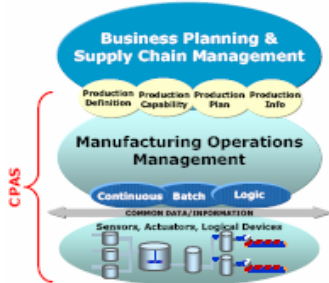 Business Planning &
Supply Chain Management
Production Definition
Production Capability
Production Plan
Production Info
CPAS
Manufacturing Operations
Management
Continuous Batch Logic
COMMON DATA/INFORMATION
Sensors, Actuators, Logical Devices